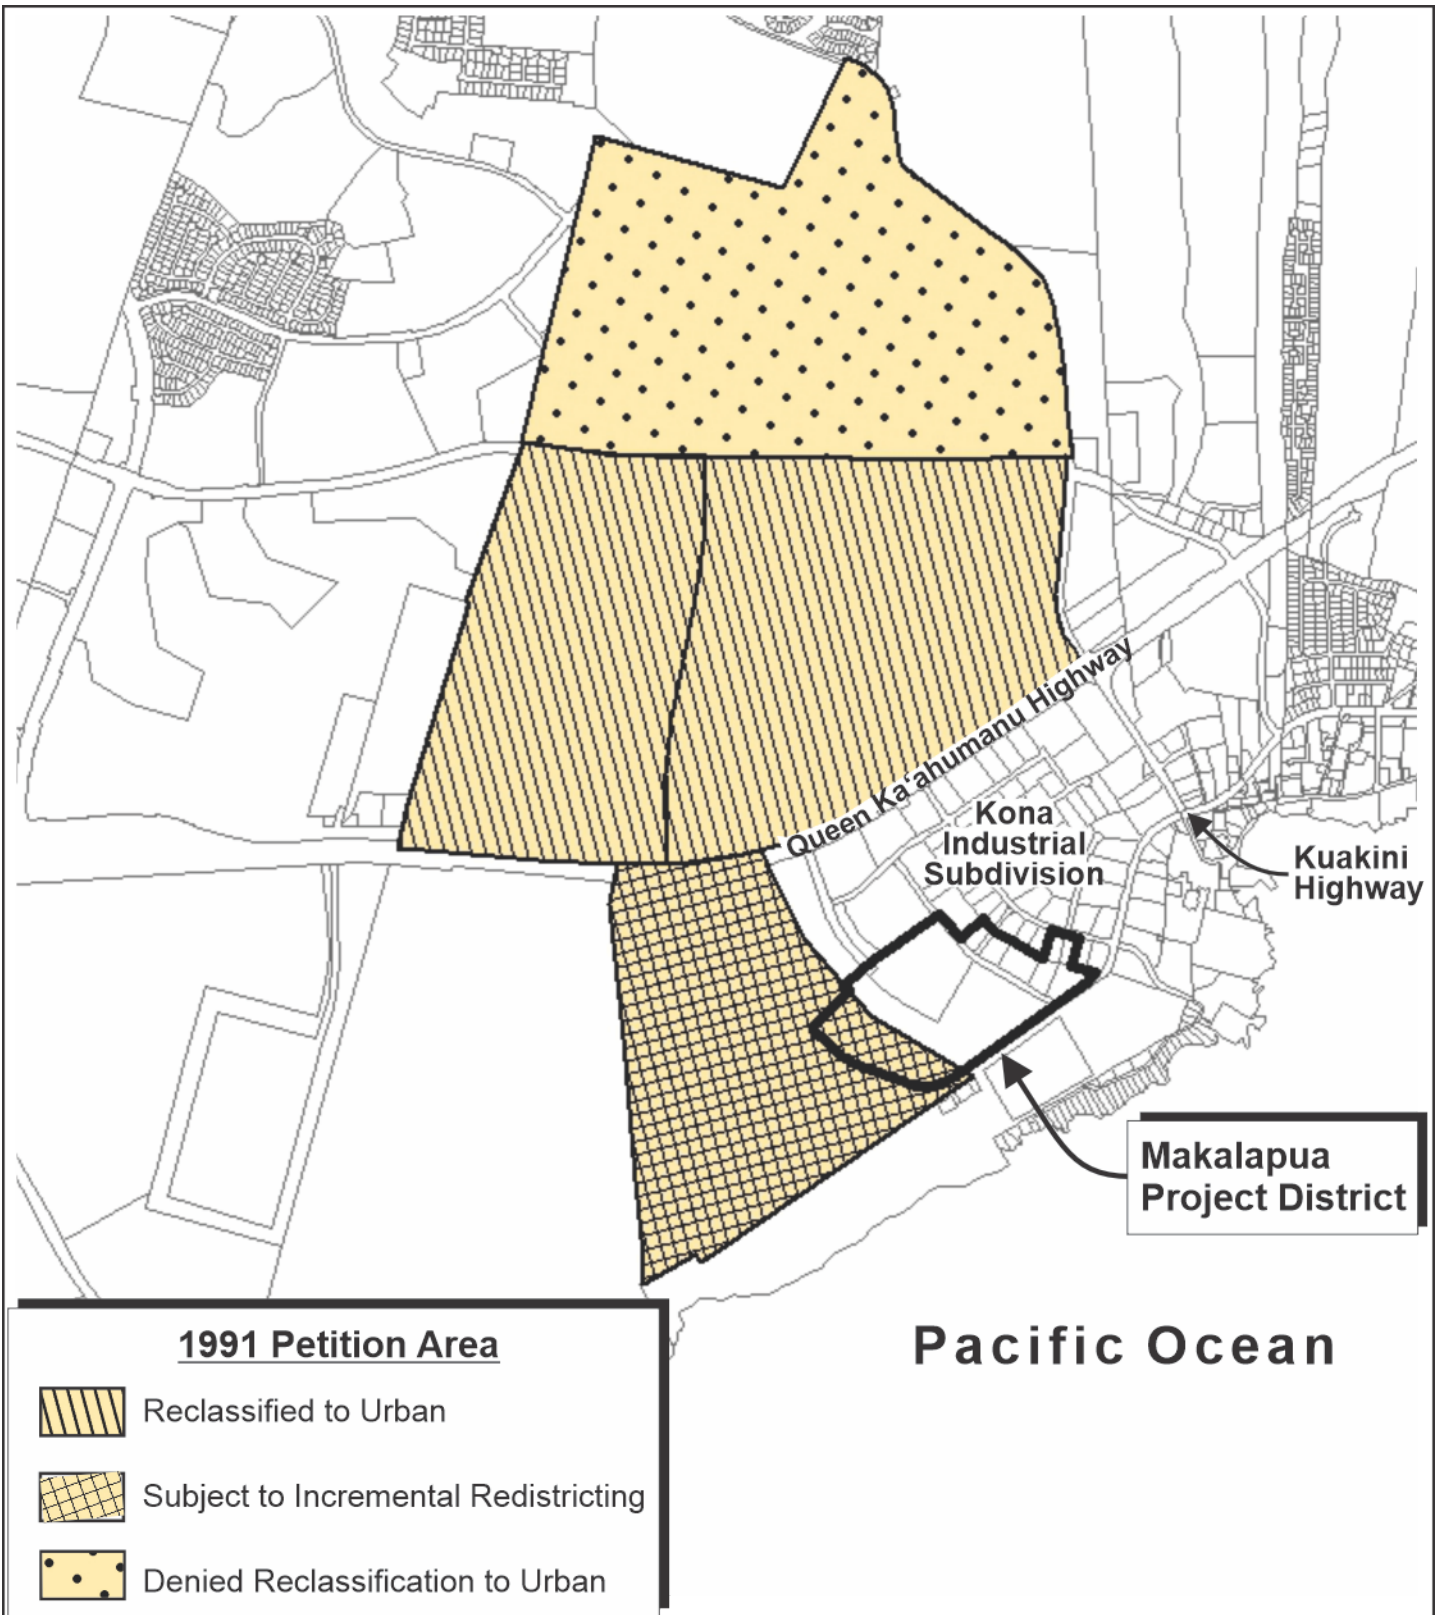 Queen Ka'ahumanu Highway
Kona
Industrial
Subdivision
Kuakini
Highway
Makalapua
Project District
Pacific Ocean
1991 Petition Area
Reclassified to Urban
Subject to Incremental Redistricting
Denied Reclassification to Urban